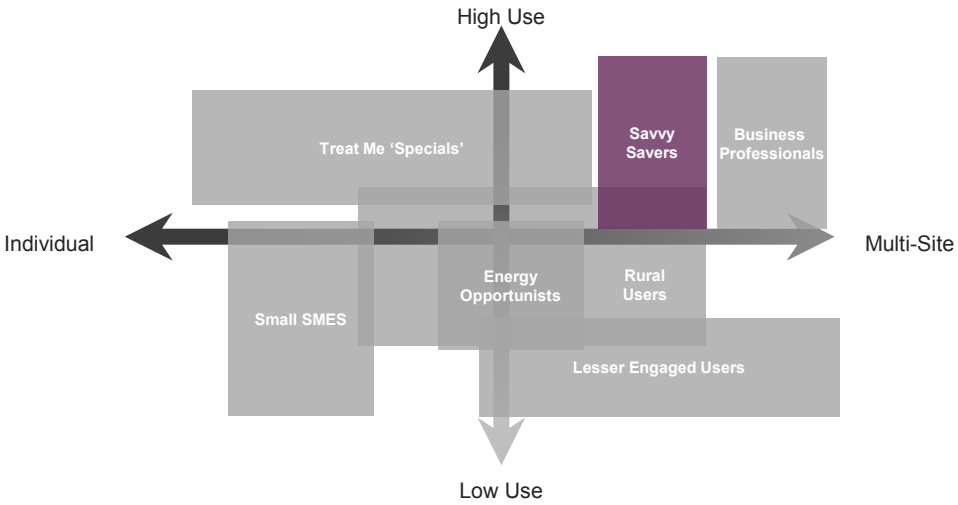 High Use
Treat Me ‘Specials’
Savvy
Savers
Business
Professionals
Individual
Multi-Site
Small SMES
Energy
Opportunists
Rural
Users
Lesser Engaged Users
Low Use